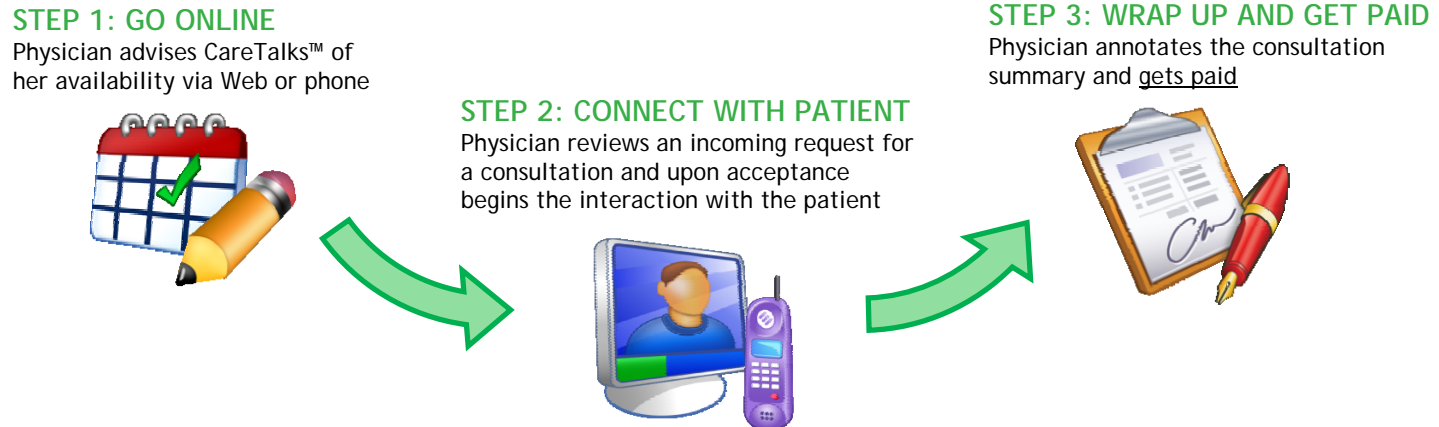 STEP 1: GO ONLINE
Physician advises CareTalks™ of
her availability via Web or phone
STEP 2: CONNECT WITH PATIENT
Physician reviews an incoming request for
a consultation and upon acceptance
begins the interaction with the patient
STEP 3: WRAP UP AND GET PAID
Physician annotates the consultation
summary and gets paid